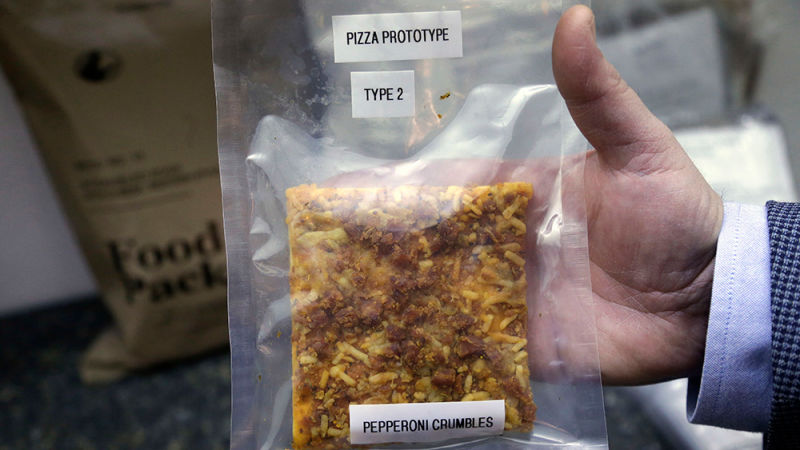 PIZZA PROTOTYPE
TYPE 2
Food
Pack
PEPPERONI CRUMBLES